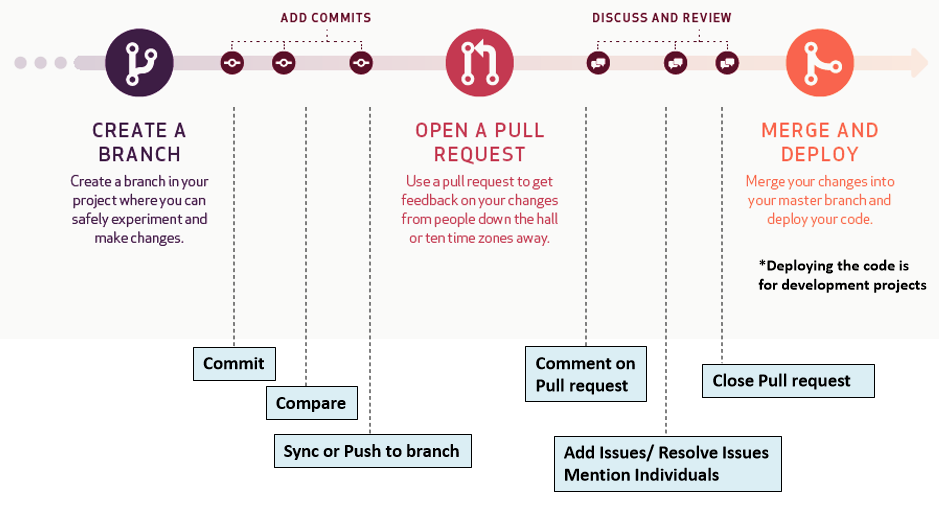 ADD COMMITS
DISCUSS AND REVIEW
CREATE A
BRANCH
Create a branch in your
project where you can
safely experiment and
make changes.
OPEN A PULL
REQUEST
Use a pull request to get
feedback on your changes
from people down the hall
or ten time zones away.
MERGE AND
DEPLOY
Merge your changes into
your master branch and
deploy your code.
*Deploying the code is
for development projects
Commit
Compare
Sync or Push to branch
Comment on
Pull request
Add Issues/ Resolve Issues
Mention Individuals
Close Pull request